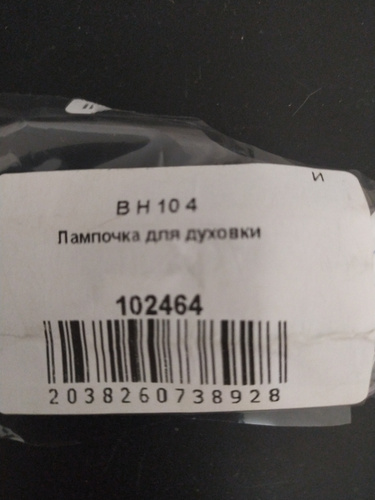 и
В Н 10 4
Лампочка для духовки
102464
2038260738928